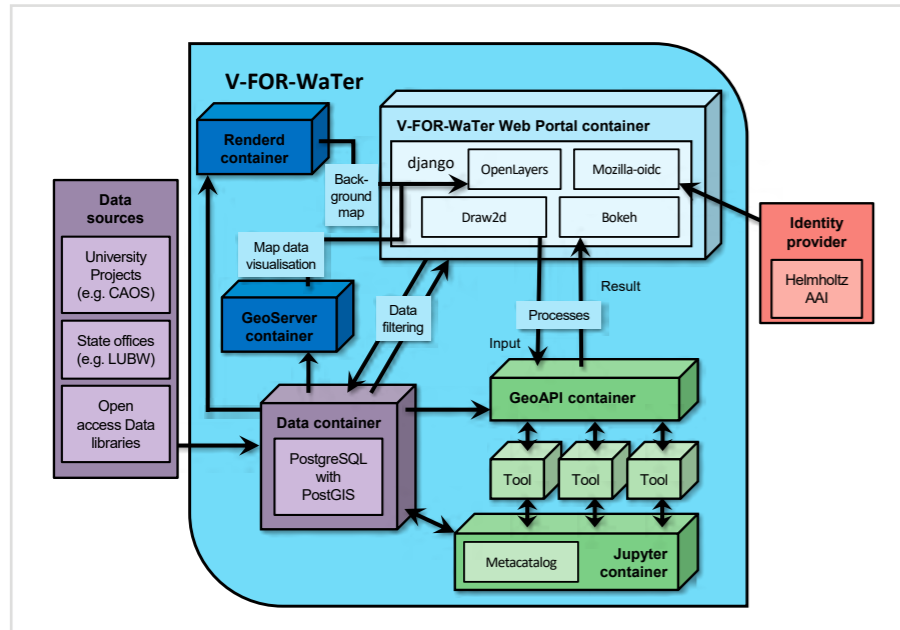 V-FOR-WaTer
Renderd
container
V-FOR-WaTer Web Portal container
django
OpenLayers
Mozilla-oidc
Draw2d
Bokeh
Back-
ground
map
Map data
visualisation
GeoServer
container
Data
filtering
Data
sources
University
Projects
(e.g. CAOS)
State offices
(e.g. LUBW)
Open
access Data
libraries
Identity
provider
Helmholtz
AAI
Result
Processes
Input
GeoAPI container
Data container
PostgreSQL
with
PostGIS
Tool
Tool
Tool
Metacatalog
Jupyter
container